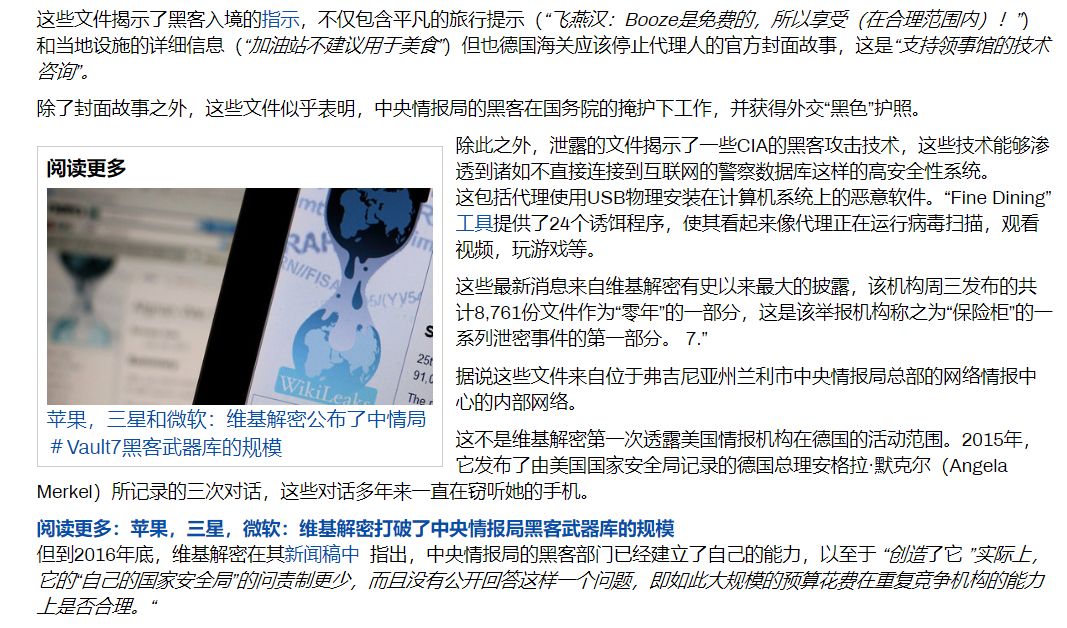 这些文件揭示了黑客入境的指示，不仅包含平凡的旅行提示（“飞燕汉：Booze是免费的，所以享受（在合理范围内）！”）
和当地设施的详细信息（“加油站不建议用于美食”）但也德国海关应该停止代理人的官方封面故事，这是“支持领事馆的技术
咨询”。
除了封面故事之外，这些文件似乎表明，中央情报局的黑客在国务院的掩护下工作，并获得外交“黑色”护照。
阅读更多
WikiLeaks
25t
91,0
The
苹果，三星和微软：维基解密公布了中情局
＃Vault7黑客武器库的规模
除此之外，泄露的文件揭示了一些CIA的黑客攻击技术，这些技术能够渗
透到诸如不直接连接到互联网的警察数据库这样的高安全性系统。
这包括代理使用USB物理安装在计算机系统上的恶意软件。“Fine Dining”
工具提供了24个诱饵程序，使其看起来像代理正在运行病毒扫描，观看
视频，玩游戏等。
这些最新消息来自维基解密有史以来最大的披露，该机构周三发布的共
计8,761份文件作为“零年”的一部分，这是该举报机构称之为“保险柜”的一
系列泄密事件的第一部分。 7.”
据说这些文件来自位于弗吉尼亚州兰利市中央情报局总部的网络情报中
心的内部网络。
这不是维基解密第一次透露美国情报机构在德国的活动范围。2015年，
它发布了由美国国家安全局记录的德国总理安格拉·默克尔（Angela
Merkel）所记录的三次对话，这些对话多年来一直在窃听她的手机。
阅读更多：苹果，三星，微软：维基解密打破了中央情报局黑客武器库的规模
但到2016年底，维基解密在其新闻稿中 指出，中央情报局的黑客部门已经建立了自己的能力，以至于 “创造了它 ”实际上，
它的“自己的国家安全局”的问责制更少，而且没有公开回答这样一个问题，即如此大规模的预算花费在重复竞争机构的能力
上是否合理。“